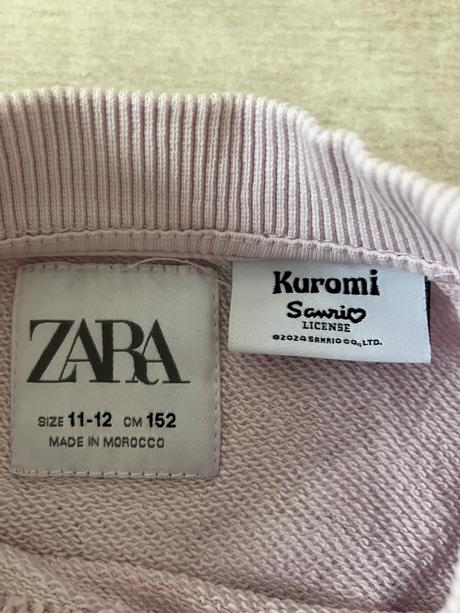 ZARA
SIZE 11-12 CM 152
MADE IN MOROCCO
Kuromi
Sanrio
LICENSE
©2024 SANRIO CO., LTD.